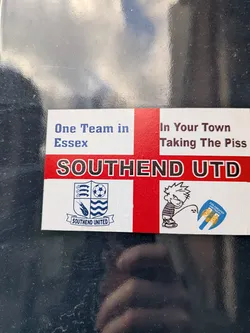 One Team in
Essex
In Your Town
Taking The Piss
SOUTHEND UTD
SOUTHEND UNITED